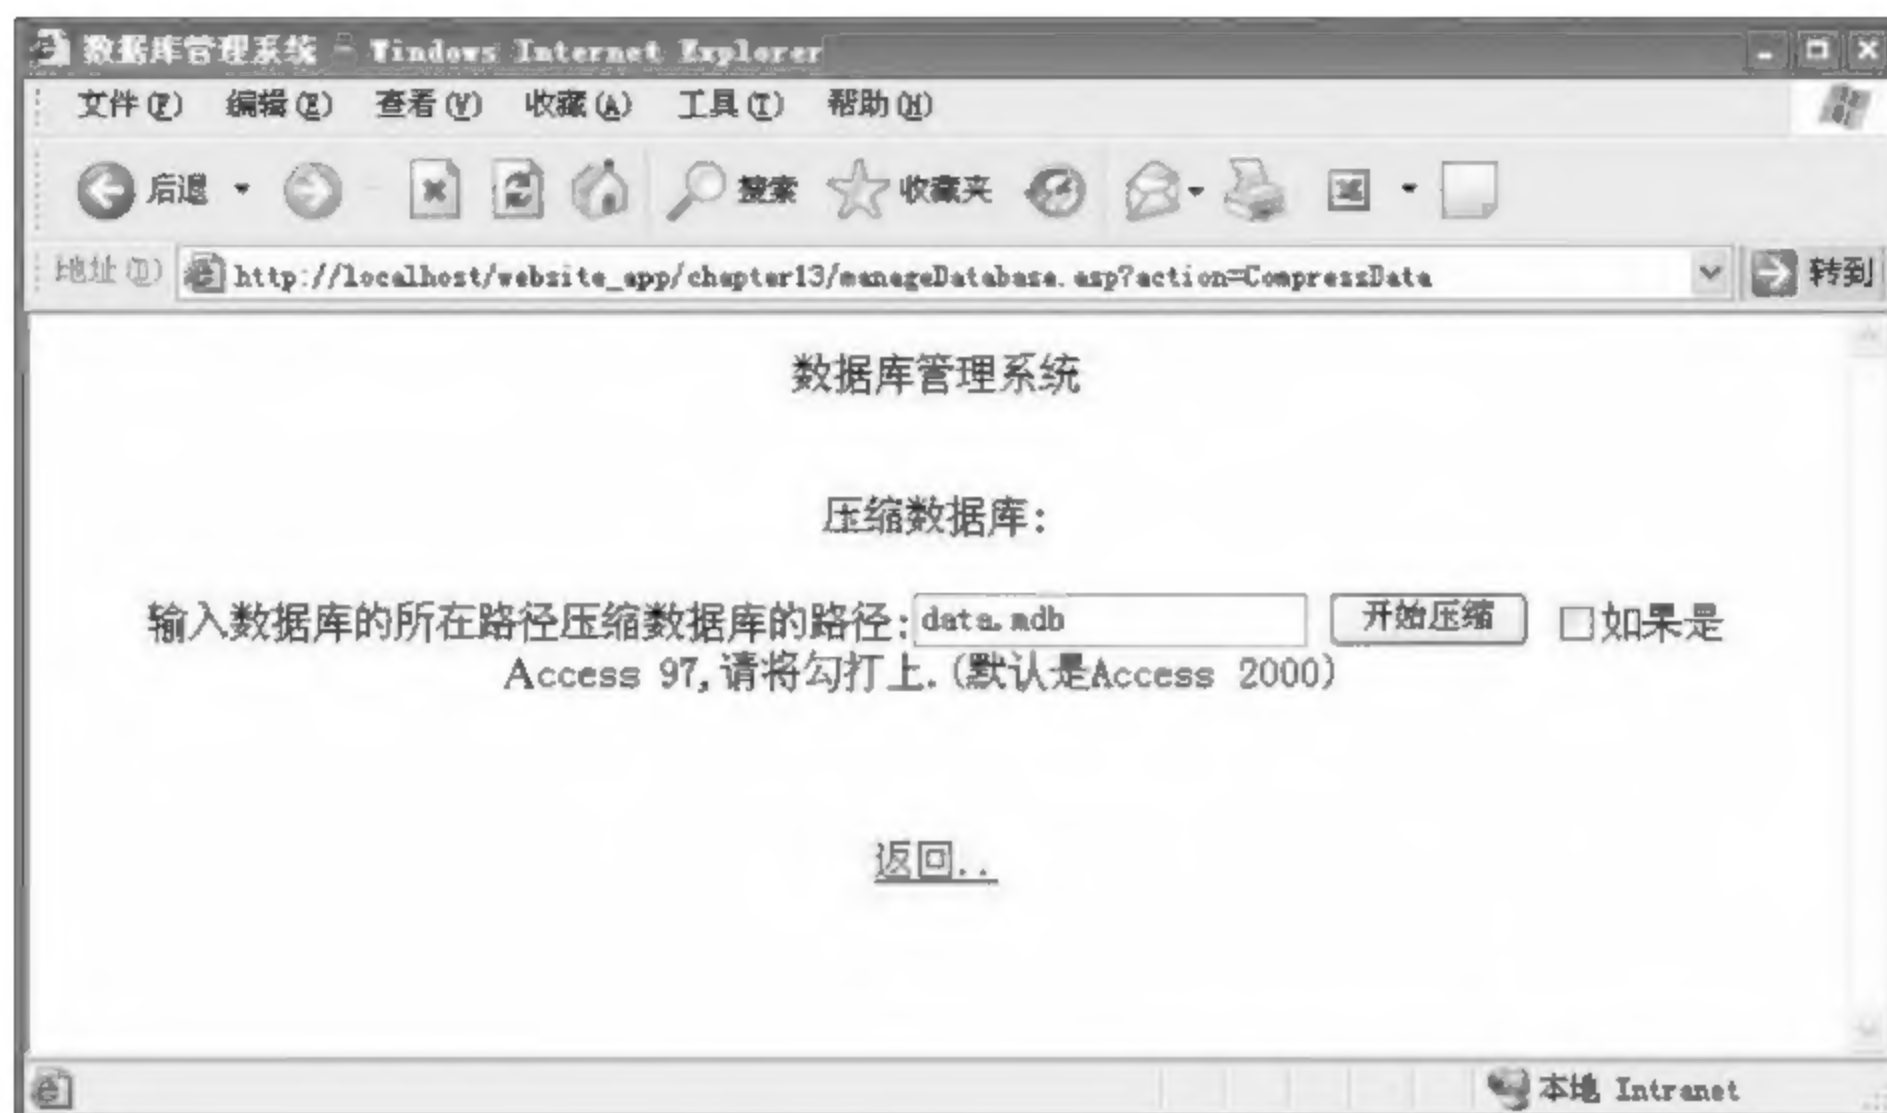 数据库管理系统 - Windows Internet Explorer
文件(F) 编辑(E) 查看(V) 收藏(A) 工具(T) 帮助(H)
后退 搜索 收藏夹
地址(D) http://localhost/website_app/chapter13/manageDatabase.asp?action=CompressData 转到
数据库管理系统
压缩数据库:
输入数据库的所在路径压缩数据库的路径: data.mdb 开始压缩 如果是
Access 97,请将勾打上.(默认是Access 2000)
返回..
本地 Intranet